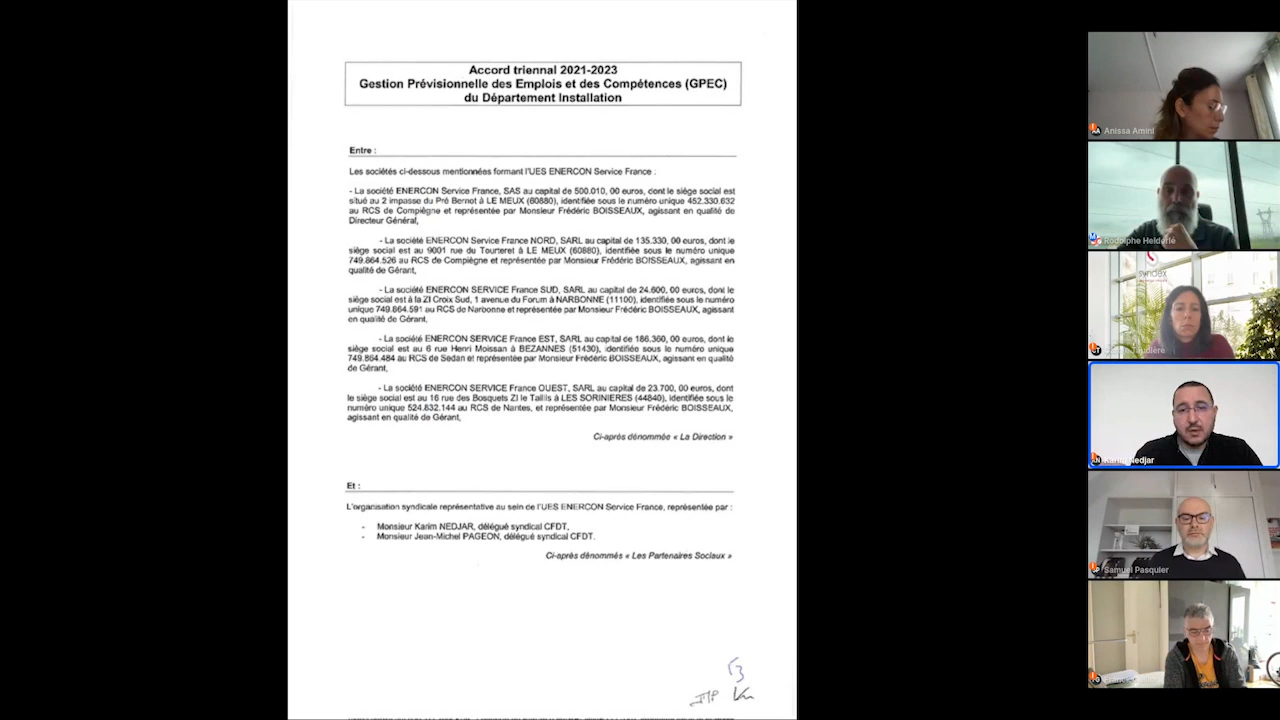 Accord triennal 2021-2023
Gestion Prévisionnelle des Emplois et des Compétences (GPEC)
du Département Installation
Entre :
Les sociétés ci-dessous mentionnées formant l'UES ENERCON Service France :
- La société ENERCON Service France, SAS au capital de 500.010, 00 euros, dont le siège social est
situé au 2 impasse du Pré Bernot à LE MEUX (60880), identifiée sous le numéro unique 452.330.632
au RCS de Compiègne et représentée par Monsieur Frédéric BOISSEAUX, agissant en qualité de
Directeur Général,
- La société ENERCON Service France NORD, SARL au capital de 135.330, 00 euros, dont le
siège social est au 9001 rue du Tourteret à LE MEUX (60880), identifiée sous le numéro unique
749.864.526 au RCS de Compiègne et représentée par Monsieur Frédéric BOISSEAUX, agissant en
qualité de Gérant,
- La société ENERCON SERVICE France SUD, SARL au capital de 24.600, 00 euros, dont le
siège social est à la ZI Croix Sud, 1 avenue du Forum à NARBONNE (11100), identifiée sous le numéro
unique 749.864.591 au RCS de Narbonne et représentée par Monsieur Frédéric BOISSEAUX, agissant
en qualité de Gérant,
- La société ENERCON SERVICE France EST, SARL au capital de 186.360, 00 euros, dont le
siège social est au 6 rue Henri Moissan à BEZANNES (51430), identifiée sous le numéro unique
749.864.484 au RCS de Sedan et représentée par Monsieur Frédéric BOISSEAUX, agissant en qualité
de Gérant,
- La société ENERCON SERVICE France OUEST, SARL au capital de 23.700, 00 euros, dont le
siège social est au 16 rue des Bosquets ZI le Taillis à LES SORINIERES (44840), identifiée sous le
numéro unique 524.832.144 au RCS de Nantes, et représentée par Monsieur Frédéric BOISSEAUX,
agissant en qualité de Gérant,
Ci-après dénommée « La Direction »
Et :
L'organisation syndicale représentative au sein de l'UES ENERCON Service France, représentée par :
- Monsieur Karim NEDJAR, délégué syndical CFDT,
- Monsieur Jean-Michel PAGEON, délégué syndical CFDT.
Ci-après dénommés « Les Partenaires Sociaux »
JMP
Anissa Amini
Rodolphe Helderlé
syndex
Karim Nedjar
Samuel Pasquier